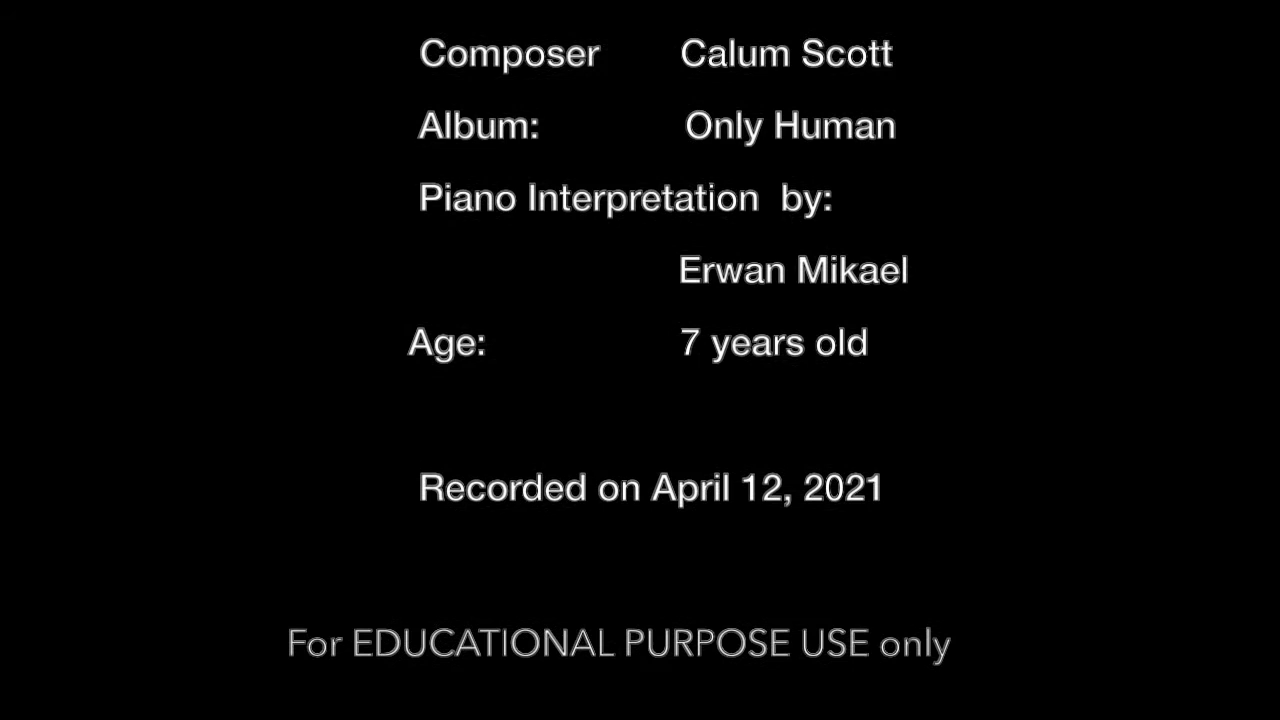 Composer Calum Scott
Album: Only Human
Piano Interpretation by:
Erwan Mikael
Age: 7 years old
Recorded on April 12, 2021
For EDUCATIONAL PURPOSE USE only